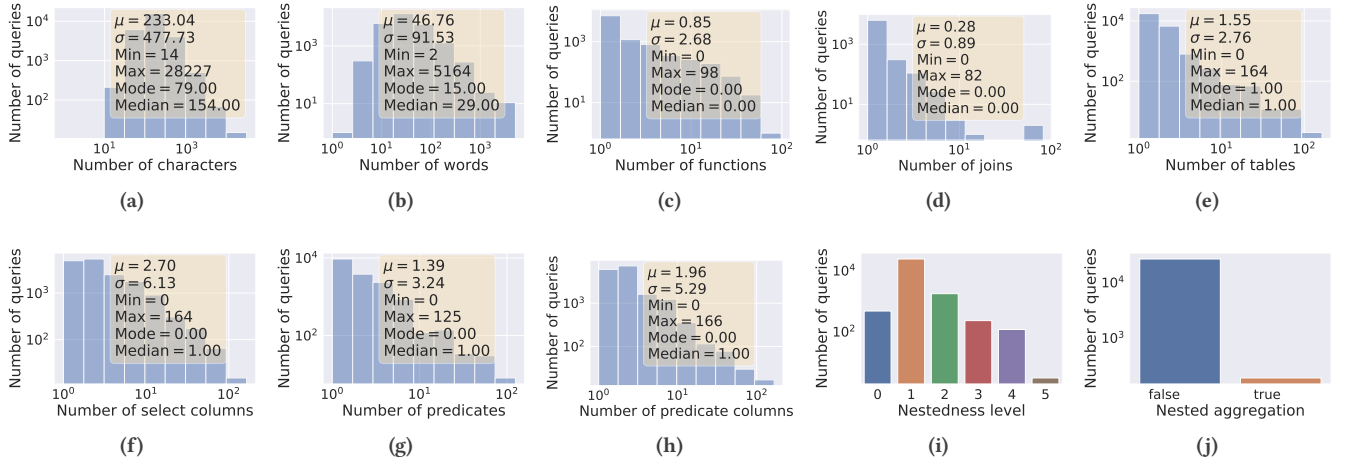 Number of queries
10^4
10^3
10^2
μ = 233.04
σ = 477.73
Min = 14
Max = 28227
Mode = 79.00
Median = 154.00
10^1
10^3
Number of characters
(a)
Number of queries
10^3
10^1
μ = 46.76
σ = 91.53
Min = 2
Max = 5164
Mode = 15.00
Median = 29.00
10^0
10^1
10^2
10^3
Number of words
(b)
Number of queries
10^3
10^1
μ = 0.85
σ = 2.68
Min = 0
Max = 98
Mode = 0.00
Median = 0.00
10^0
10^1
10^2
Number of functions
(c)
Number of queries
10^3
10^1
μ = 0.28
σ = 0.89
Min = 0
Max = 82
Mode = 0.00
Median = 0.00
10^0
10^1
10^2
Number of joins
(d)
Number of queries
10^4
10^2
μ = 1.55
σ = 2.76
Min = 0
Max = 164
Mode = 1.00
Median = 1.00
10^0
10^1
10^2
Number of tables
(e)
Number of queries
10^3
10^2
μ = 2.70
σ = 6.13
Min = 0
Max = 164
Mode = 0.00
Median = 1.00
10^0
10^1
10^2
Number of select columns
(f)
Number of queries
10^4
10^2
μ = 1.39
σ = 3.24
Min = 0
Max = 125
Mode = 0.00
Median = 1.00
10^0
10^1
10^2
Number of predicates
(g)
Number of queries
10^3
10^2
μ = 1.96
σ = 5.29
Min = 0
Max = 166
Mode = 0.00
Median = 1.00
10^0
10^1
10^2
Number of predicate columns
(h)
Number of queries
10^4
10^2
0 1 2 3 4 5
Nestedness level
(i)
Number of queries
10^4
10^3
false true
Nested aggregation
(j)